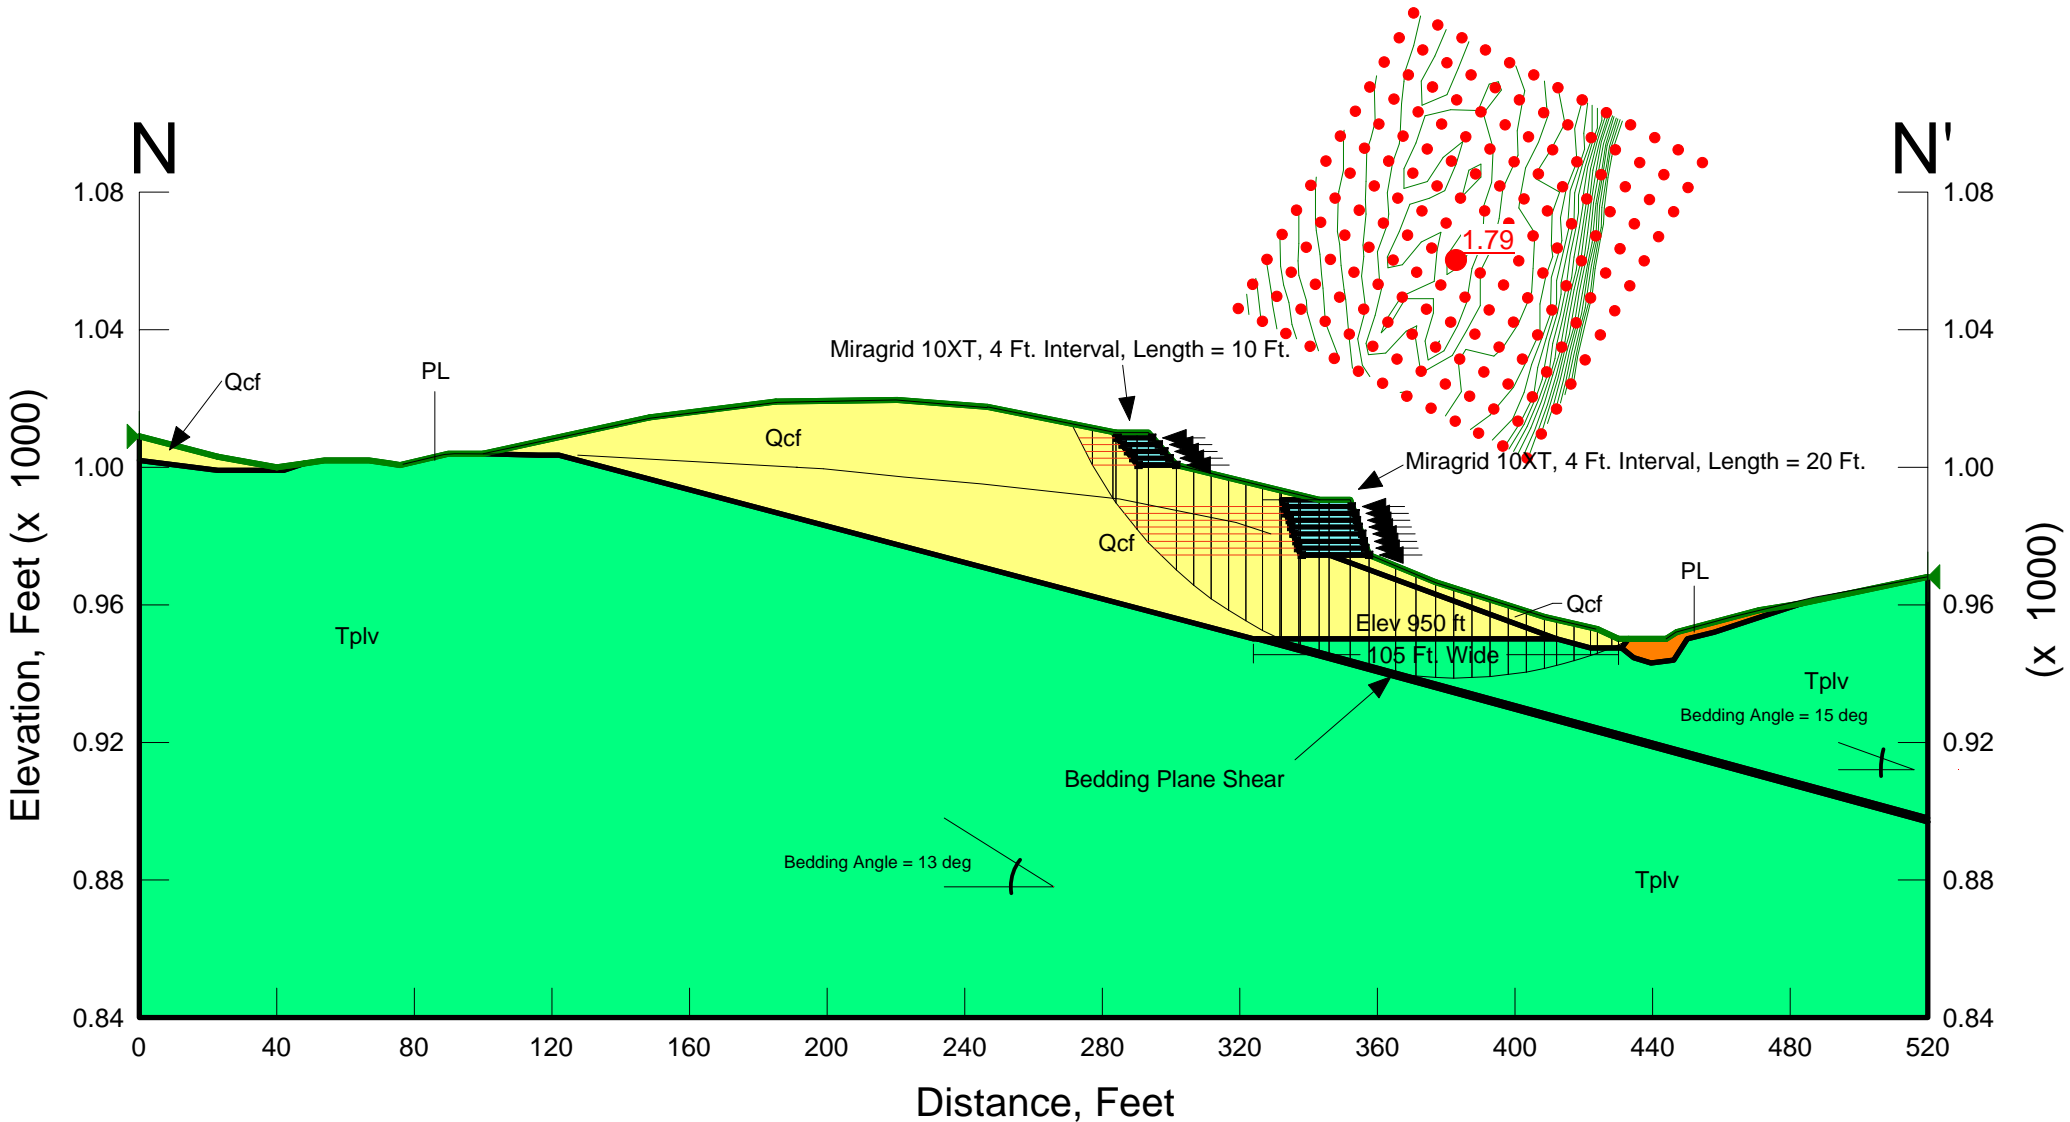 N
N'
1.08
1.08
1.79
1.04
1.04
Miragrid 10XT, 4 Ft. Interval, Length = 10 Ft.
Qcf
PL
Qcf
1.00
Miragrid 10XT, 4 Ft. Interval, Length = 20 Ft.
1.00
Qcf
PL
0.96
Qcf
0.96
Elev 950 ft
Tplv
105 Ft. Wide
Tplv
Bedding Angle = 15 deg
0.92
0.92
Bedding Plane Shear
Bedding Angle = 13 deg
0.88
Tplv
0.88
0.84
0.84
0 40 80 120 160 200 240 280 320 360 400 440 480 520
Distance, Feet
Elevation, Feet (x 1000)
(x 1000)